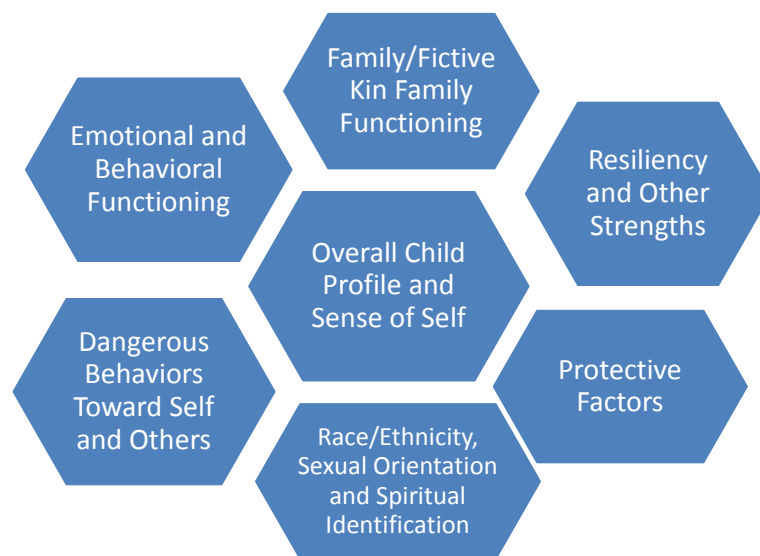 Family/Fictive
Kin Family
Functioning
Emotional and
Behavioral
Functioning
Resiliency
and Other
Strengths
Overall Child
Profile and
Sense of Self
Dangerous
Behaviors
Toward Self
and Others
Protective
Factors
Race/Ethnicity,
Sexual Orientation
and Spiritual
Identification